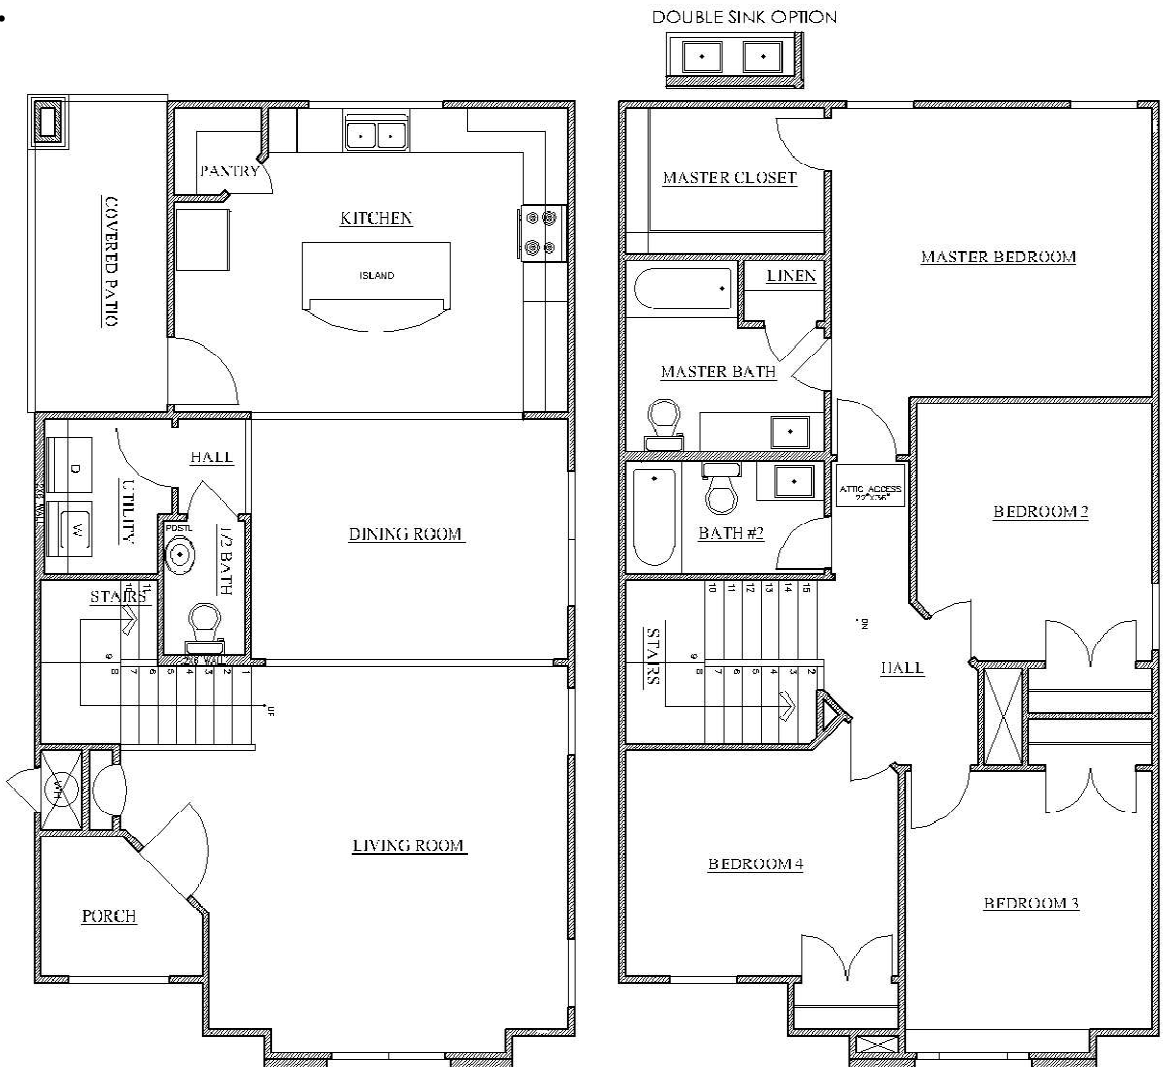 DOUBLE SINK OPTION
PANTRY
KITCHEN
ISLAND
COVERED PATIO
HALL
D
W
UTILITY
PDSTL
1/2 BATH
DINING ROOM
STAIRS
11
10
9
8
7
6
5
4
3
2
1
UP
WH
LIVING ROOM
PORCH
MASTER CLOSET
MASTER BEDROOM
LINEN
MASTER BATH
ATTIC ACCESS
22"X36"
BEDROOM 2
BATH #2
10
11
12
13
14
15
DN
STAIRS
9
8
7
6
5
4
3
2
HALL
BEDROOM 4
BEDROOM 3